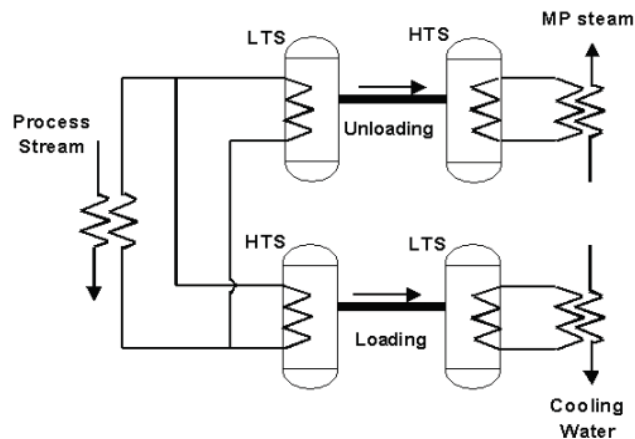 MP steam
LTS
HTS
Process
Stream
Unloading
HTS
LTS
Loading
Cooling
Water